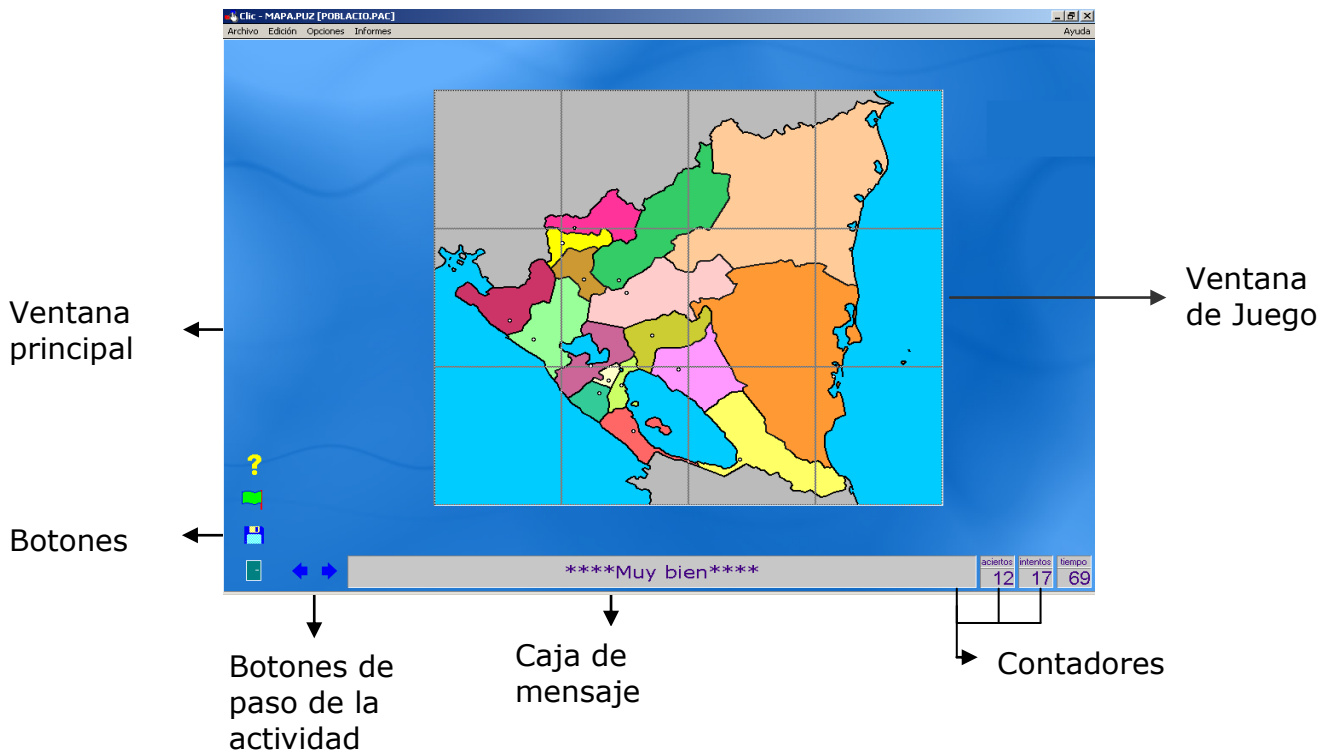 Clic - MAPA.PUZ [POBLACIO.PAC]
Archivo Edición Opciones Informes Ayuda
Ventana
principal
Ventana
de Juego
Botones
?
****Muy bien****
aciertos intentos tiempo
12 17 69
Botones de
paso de la
actividad
Caja de
mensaje
Contadores